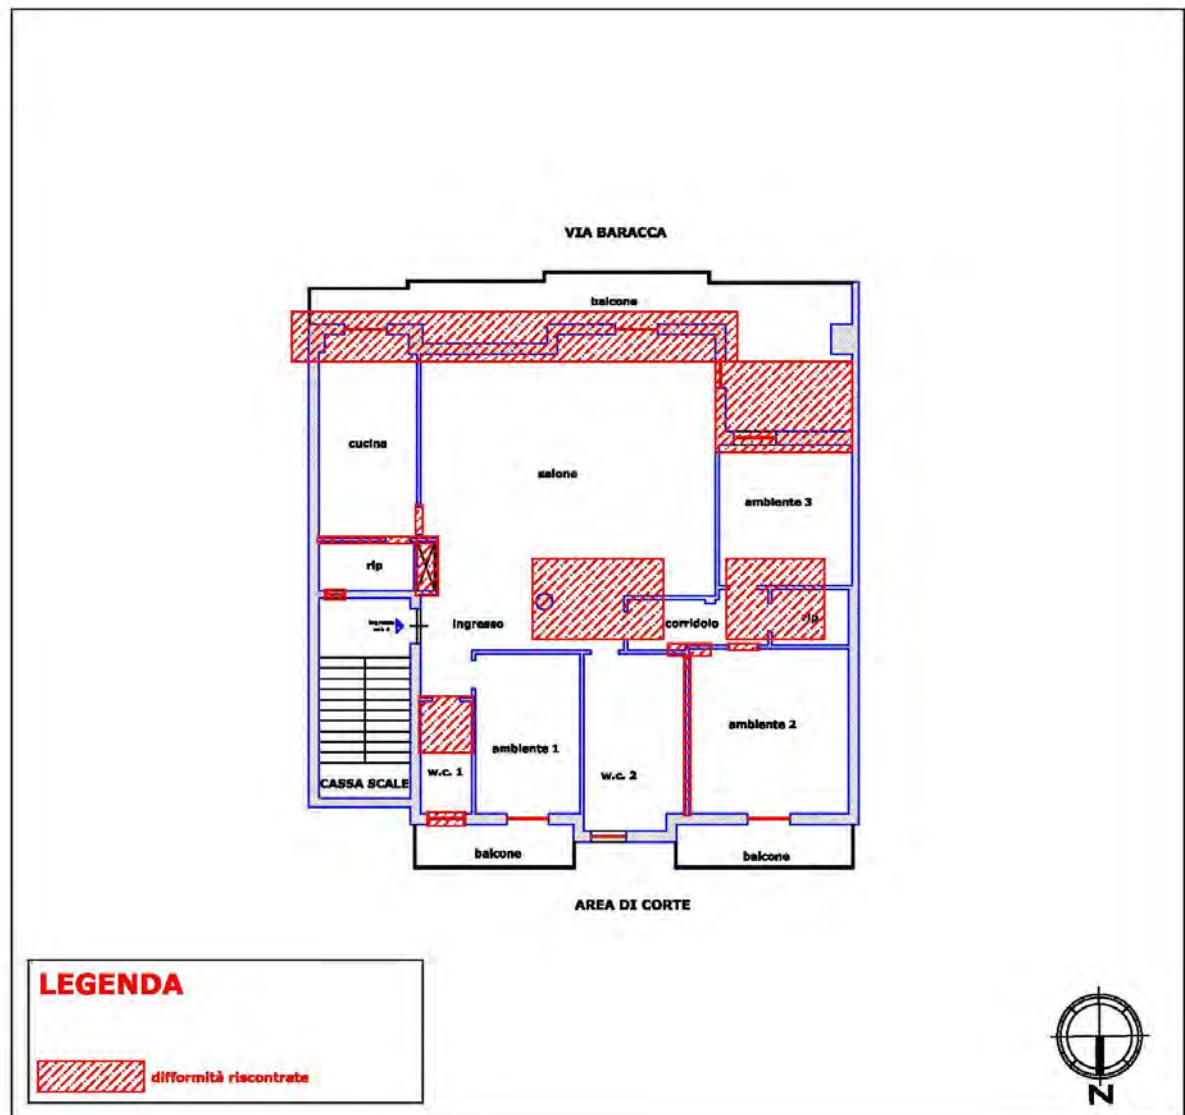 VIA BARACCA
balcone
cucina
salone
ambiente 3
rip
ingresso
corridoio
rip
ambiente 2
ambiente 1
w.c. 1
w.c. 2
CASSA SCALE
balcone
balcone
AREA DI CORTE
LEGENDA
difformità riscontrate
N